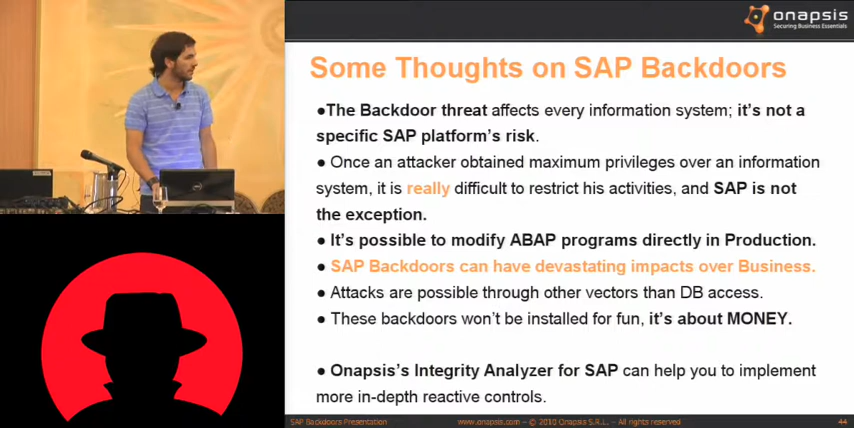 onapsis
Securing Business Essentials
Some Thoughts on SAP Backdoors
●The Backdoor threat affects every information system; it's not a
specific SAP platform's risk.
● Once an attacker obtained maximum privileges over an information
system, it is really difficult to restrict his activities, and SAP is not
the exception.
● It's possible to modify ABAP programs directly in Production.
● SAP Backdoors can have devastating impacts over Business.
● Attacks are possible through other vectors than DB access.
● These backdoors won't be installed for fun, it's about MONEY.
● Onapsis's Integrity Analyzer for SAP can help you to implement
more in-depth reactive controls.
SAP Backdoors Presentation www.onapsis.com – © 2010 Onapsis S.R.L – All rights reserved 44